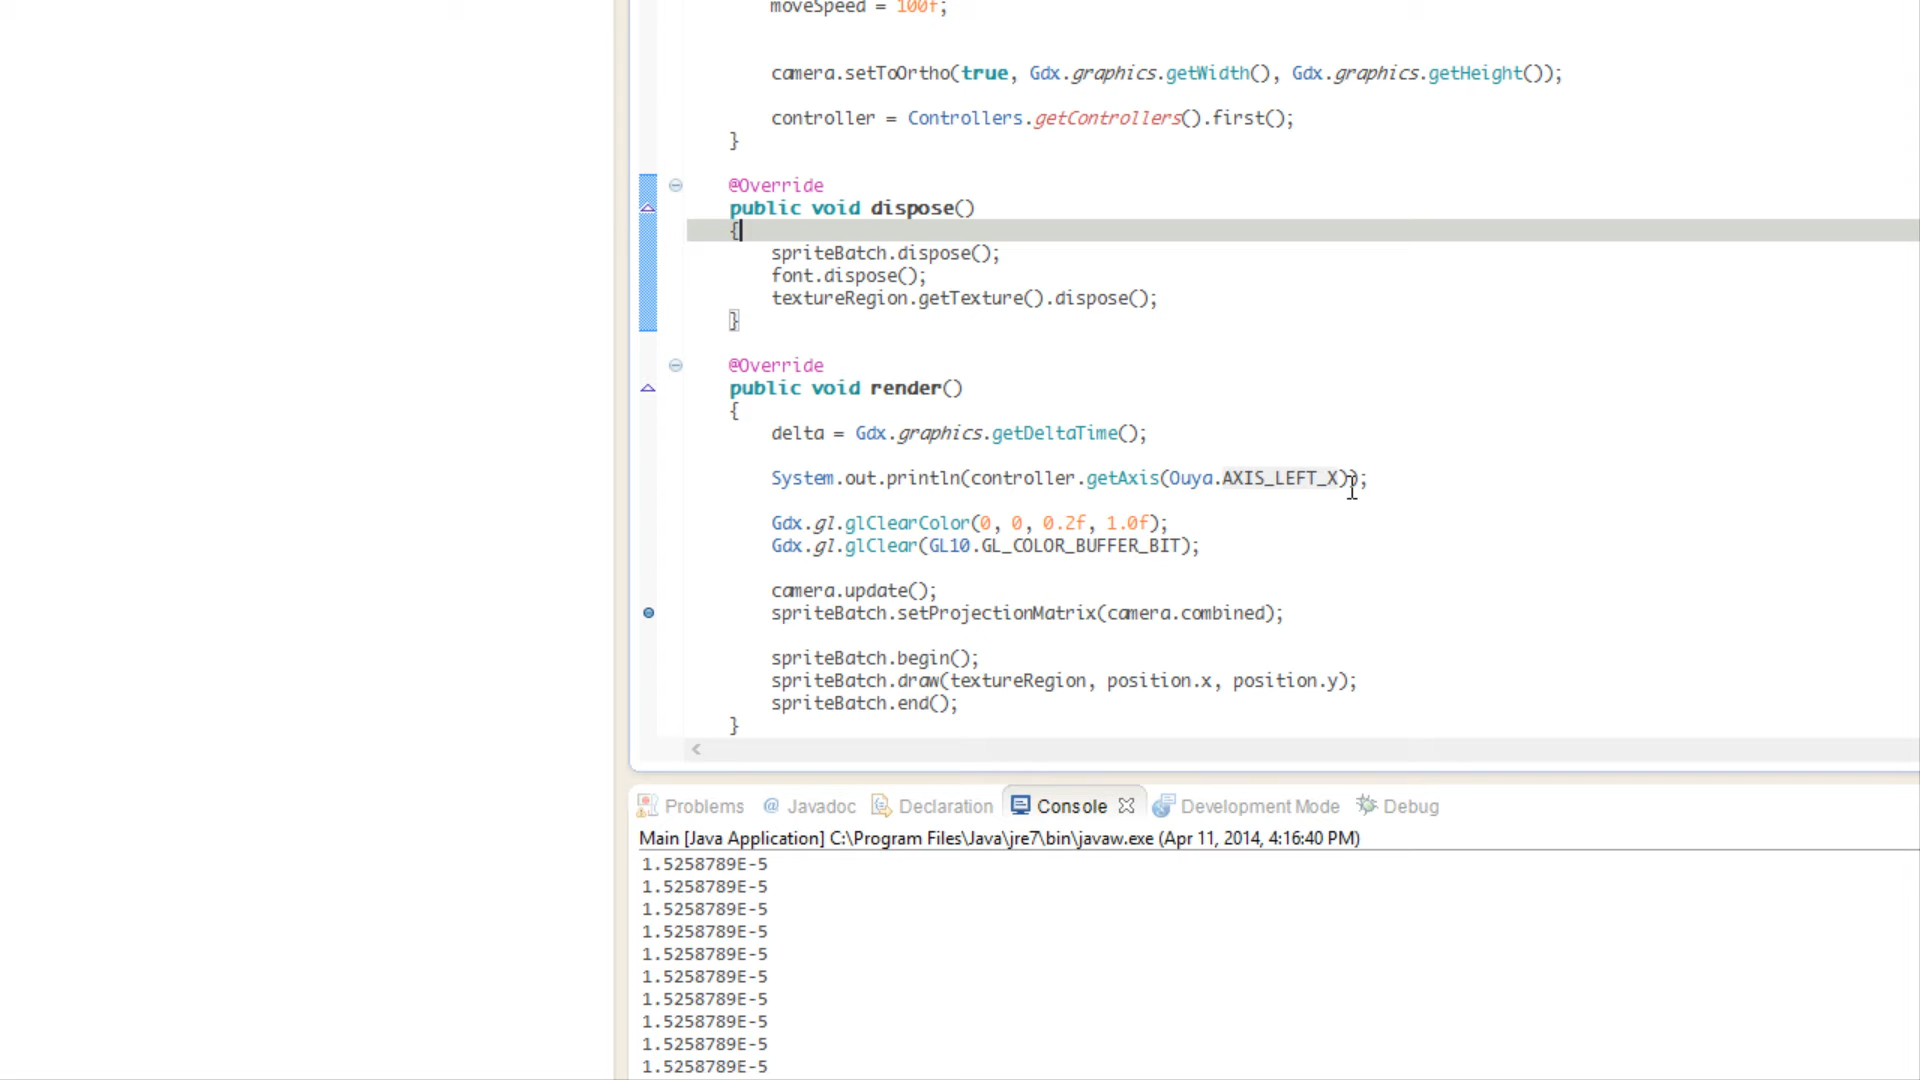 moveSpeed = 100f;
camera.setToOrtho(true, Gdx.graphics.getWidth(), Gdx.graphics.getHeight());
controller = Controllers.getControllers().first();
}
@Override
public void dispose()
{
spriteBatch.dispose();
font.dispose();
textureRegion.getTexture().dispose();
}
@Override
public void render()
{
delta = Gdx.graphics.getDeltaTime();
System.out.println(controller.getAxis(Ouya.AXIS_LEFT_X));
Gdx.gl.glClearColor(0, 0, 0.2f, 1.0f);
Gdx.gl.glClear(GL10.GL_COLOR_BUFFER_BIT);
camera.update();
spriteBatch.setProjectionMatrix(camera.combined);
spriteBatch.begin();
spriteBatch.draw(textureRegion, position.x, position.y);
spriteBatch.end();
}
Problems @ Javadoc Declaration Console Development Mode Debug
Main [Java Application] C:\Program Files\Java\jre7\bin\javaw.exe (Apr 11, 2014, 4:16:40 PM)
1.5258789E-5
1.5258789E-5
1.5258789E-5
1.5258789E-5
1.5258789E-5
1.5258789E-5
1.5258789E-5
1.5258789E-5
1.5258789E-5
1.5258789E-5